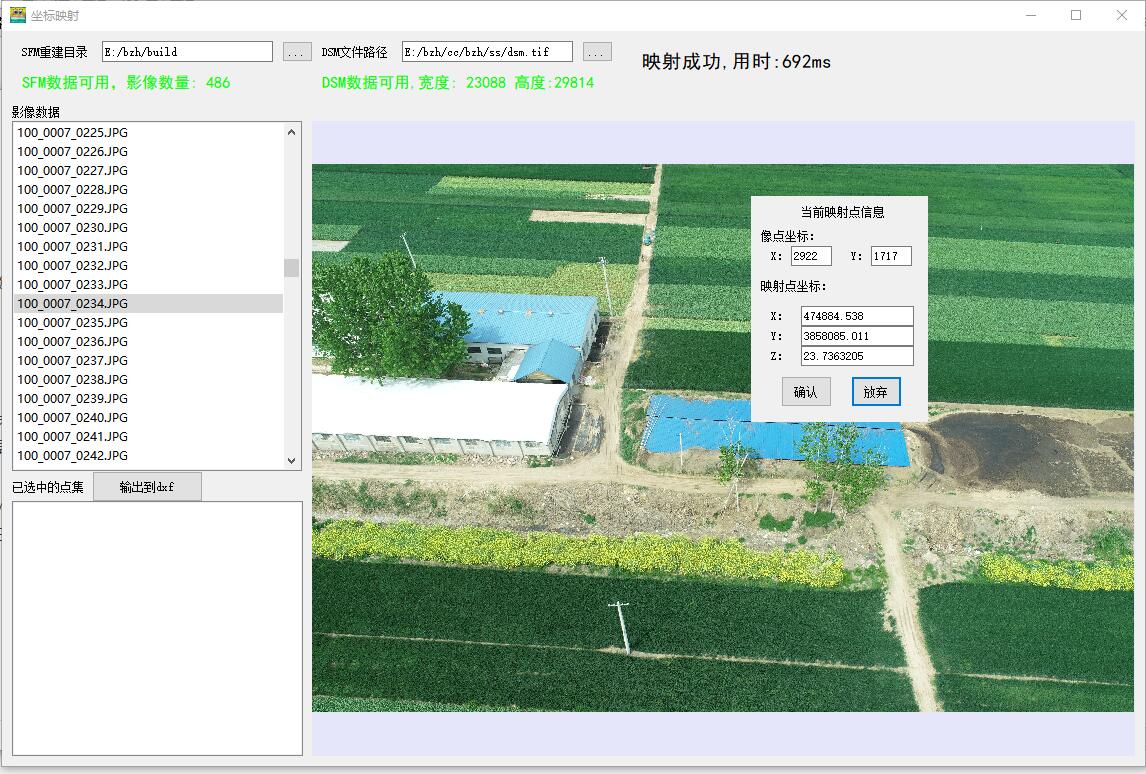 坐标映射
SFM重建目录 E:/bzh/build ... DSM文件路径 E:/bzh/cc/bzh/ss/dsm.tif ...
映射成功,用时:692ms
SFM数据可用，影像数量: 486 DSM数据可用,宽度: 23088 高度:29814
影像数据
100_0007_0225.JPG
100_0007_0226.JPG
100_0007_0227.JPG
100_0007_0228.JPG
100_0007_0229.JPG
100_0007_0230.JPG
100_0007_0231.JPG
100_0007_0232.JPG
100_0007_0233.JPG
100_0007_0234.JPG
100_0007_0235.JPG
100_0007_0236.JPG
100_0007_0237.JPG
100_0007_0238.JPG
100_0007_0239.JPG
100_0007_0240.JPG
100_0007_0241.JPG
100_0007_0242.JPG
已选中的点集 输出到dxf
当前映射点信息
像点坐标:
X: 2922 Y: 1717
映射点坐标:
X: 474884.538
Y: 3858085.011
Z: 23.7363205
确认 放弃